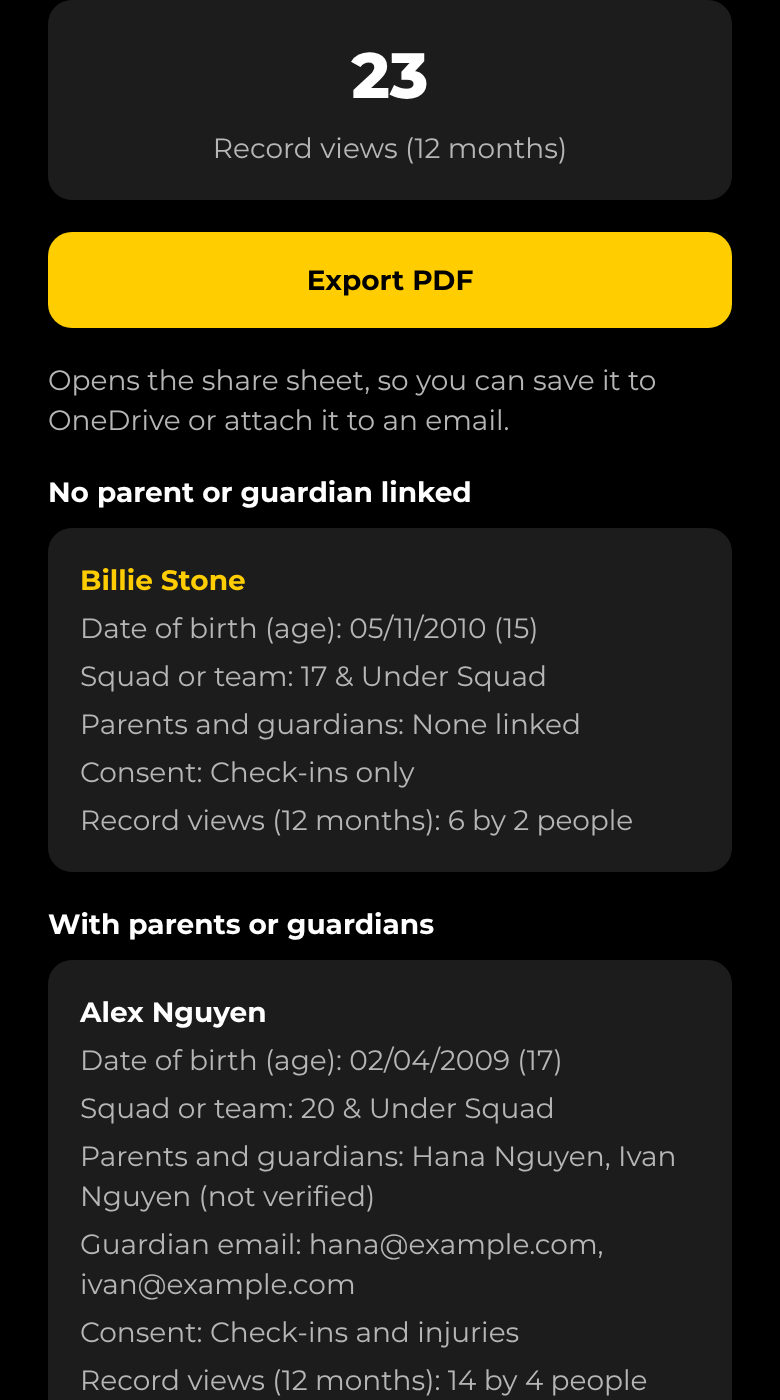 23
Record views (12 months)
Export PDF
Opens the share sheet, so you can save it to
OneDrive or attach it to an email.
No parent or guardian linked
Billie Stone
Date of birth (age): 05/11/2010 (15)
Squad or team: 17 & Under Squad
Parents and guardians: None linked
Consent: Check-ins only
Record views (12 months): 6 by 2 people
With parents or guardians
Alex Nguyen
Date of birth (age): 02/04/2009 (17)
Squad or team: 20 & Under Squad
Parents and guardians: Hana Nguyen, Ivan
Nguyen (not verified)
Guardian email: hana@example.com,
ivan@example.com
Consent: Check-ins and injuries
Record views (12 months): 14 by 4 people